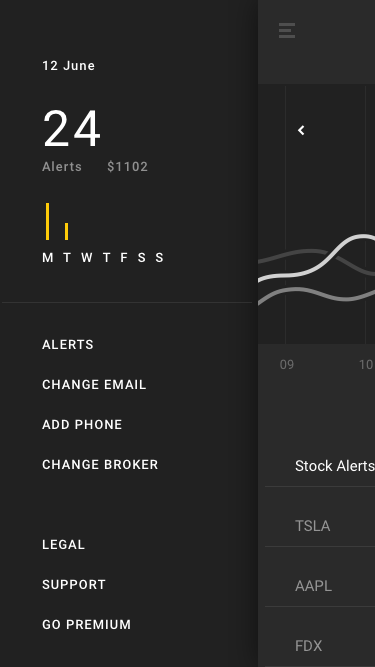 12 June
24
Alerts $1102
M T W T F S S
ALERTS
CHANGE EMAIL
ADD PHONE
CHANGE BROKER
LEGAL
SUPPORT
GO PREMIUM
09 10
Stock Alerts
TSLA
AAPL
FDX